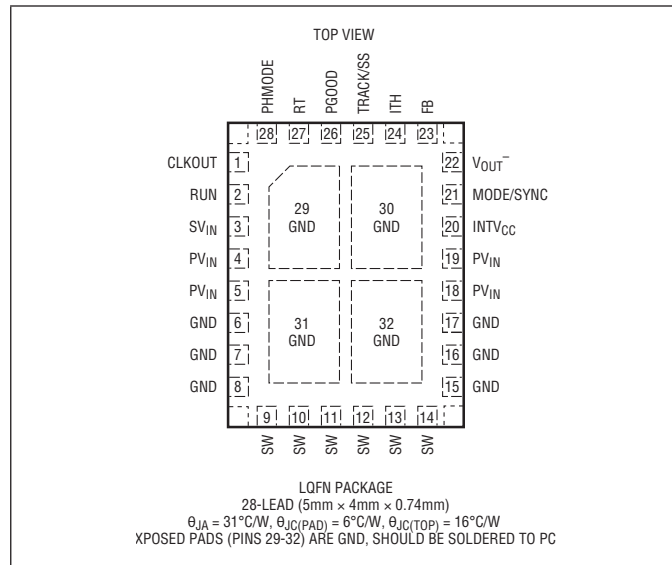 TOP VIEW
PHMODE
RT
PGOOD
TRACK/SS
ITH
FB
28 27 26 25 24 23
CLKOUT 1
RUN 2
SVIN 3
PVIN 4
PVIN 5
GND 6
GND 7
GND 8
29
GND
30
GND
31
GND
32
GND
22 VOUT–
21 MODE/SYNC
20 INTVCC
19 PVIN
18 PVIN
17 GND
16 GND
15 GND
9 10 11 12 13 14
SW
SW
SW
SW
SW
SW
LQFN PACKAGE
28-LEAD (5mm × 4mm × 0.74mm)
θJA = 31°C/W, θJC(PAD) = 6°C/W, θJC(TOP) = 16°C/W
XPOSED PADS (PINS 29-32) ARE GND, SHOULD BE SOLDERED TO PC